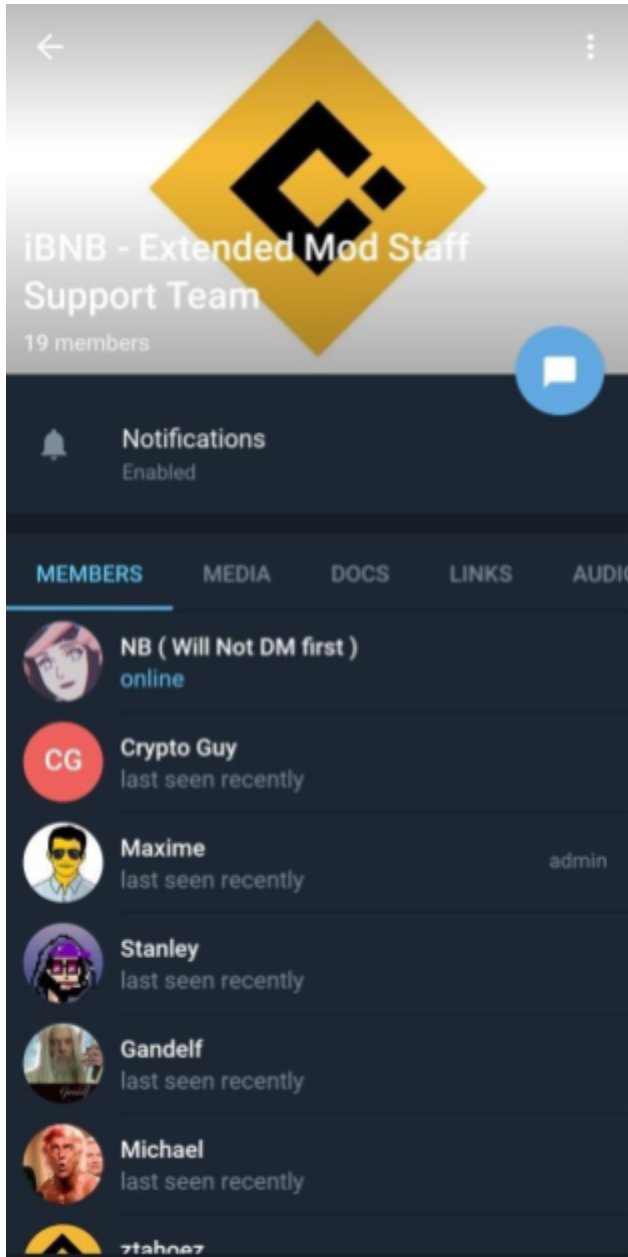 iBNB - Extended Mod Staff
Support Team
19 members
Notifications
Enabled
MEMBERS MEDIA DOCS LINKS AUDIO
NB ( Will Not DM first )
online
CG
Crypto Guy
last seen recently
Maxime
admin
last seen recently
Stanley
last seen recently
Gandelf
last seen recently
Michael
last seen recently
ztahoez